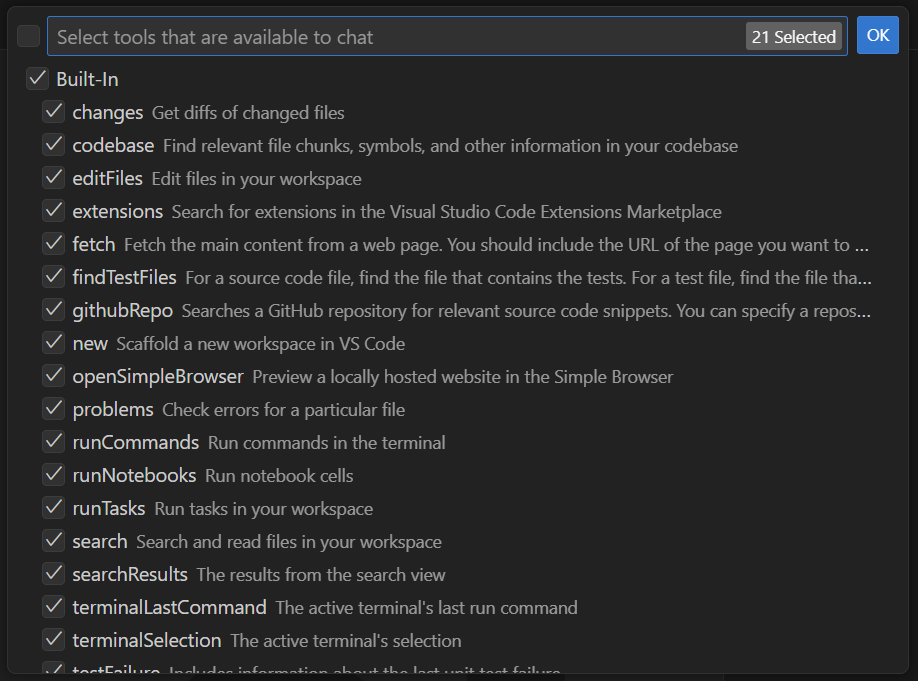 Select tools that are available to chat 21 Selected OK
Built-In
changes Get diffs of changed files
codebase Find relevant file chunks, symbols, and other information in your codebase
editFiles Edit files in your workspace
extensions Search for extensions in the Visual Studio Code Extensions Marketplace
fetch Fetch the main content from a web page. You should include the URL of the page you want to ...
findTestFiles For a source code file, find the file that contains the tests. For a test file, find the file tha...
githubRepo Searches a GitHub repository for relevant source code snippets. You can specify a repos...
new Scaffold a new workspace in VS Code
openSimpleBrowser Preview a locally hosted website in the Simple Browser
problems Check errors for a particular file
runCommands Run commands in the terminal
runNotebooks Run notebook cells
runTasks Run tasks in your workspace
search Search and read files in your workspace
searchResults The results from the search view
terminalLastCommand The active terminal's last run command
terminalSelection The active terminal's selection
testFailure Includes information about the last unit test failure